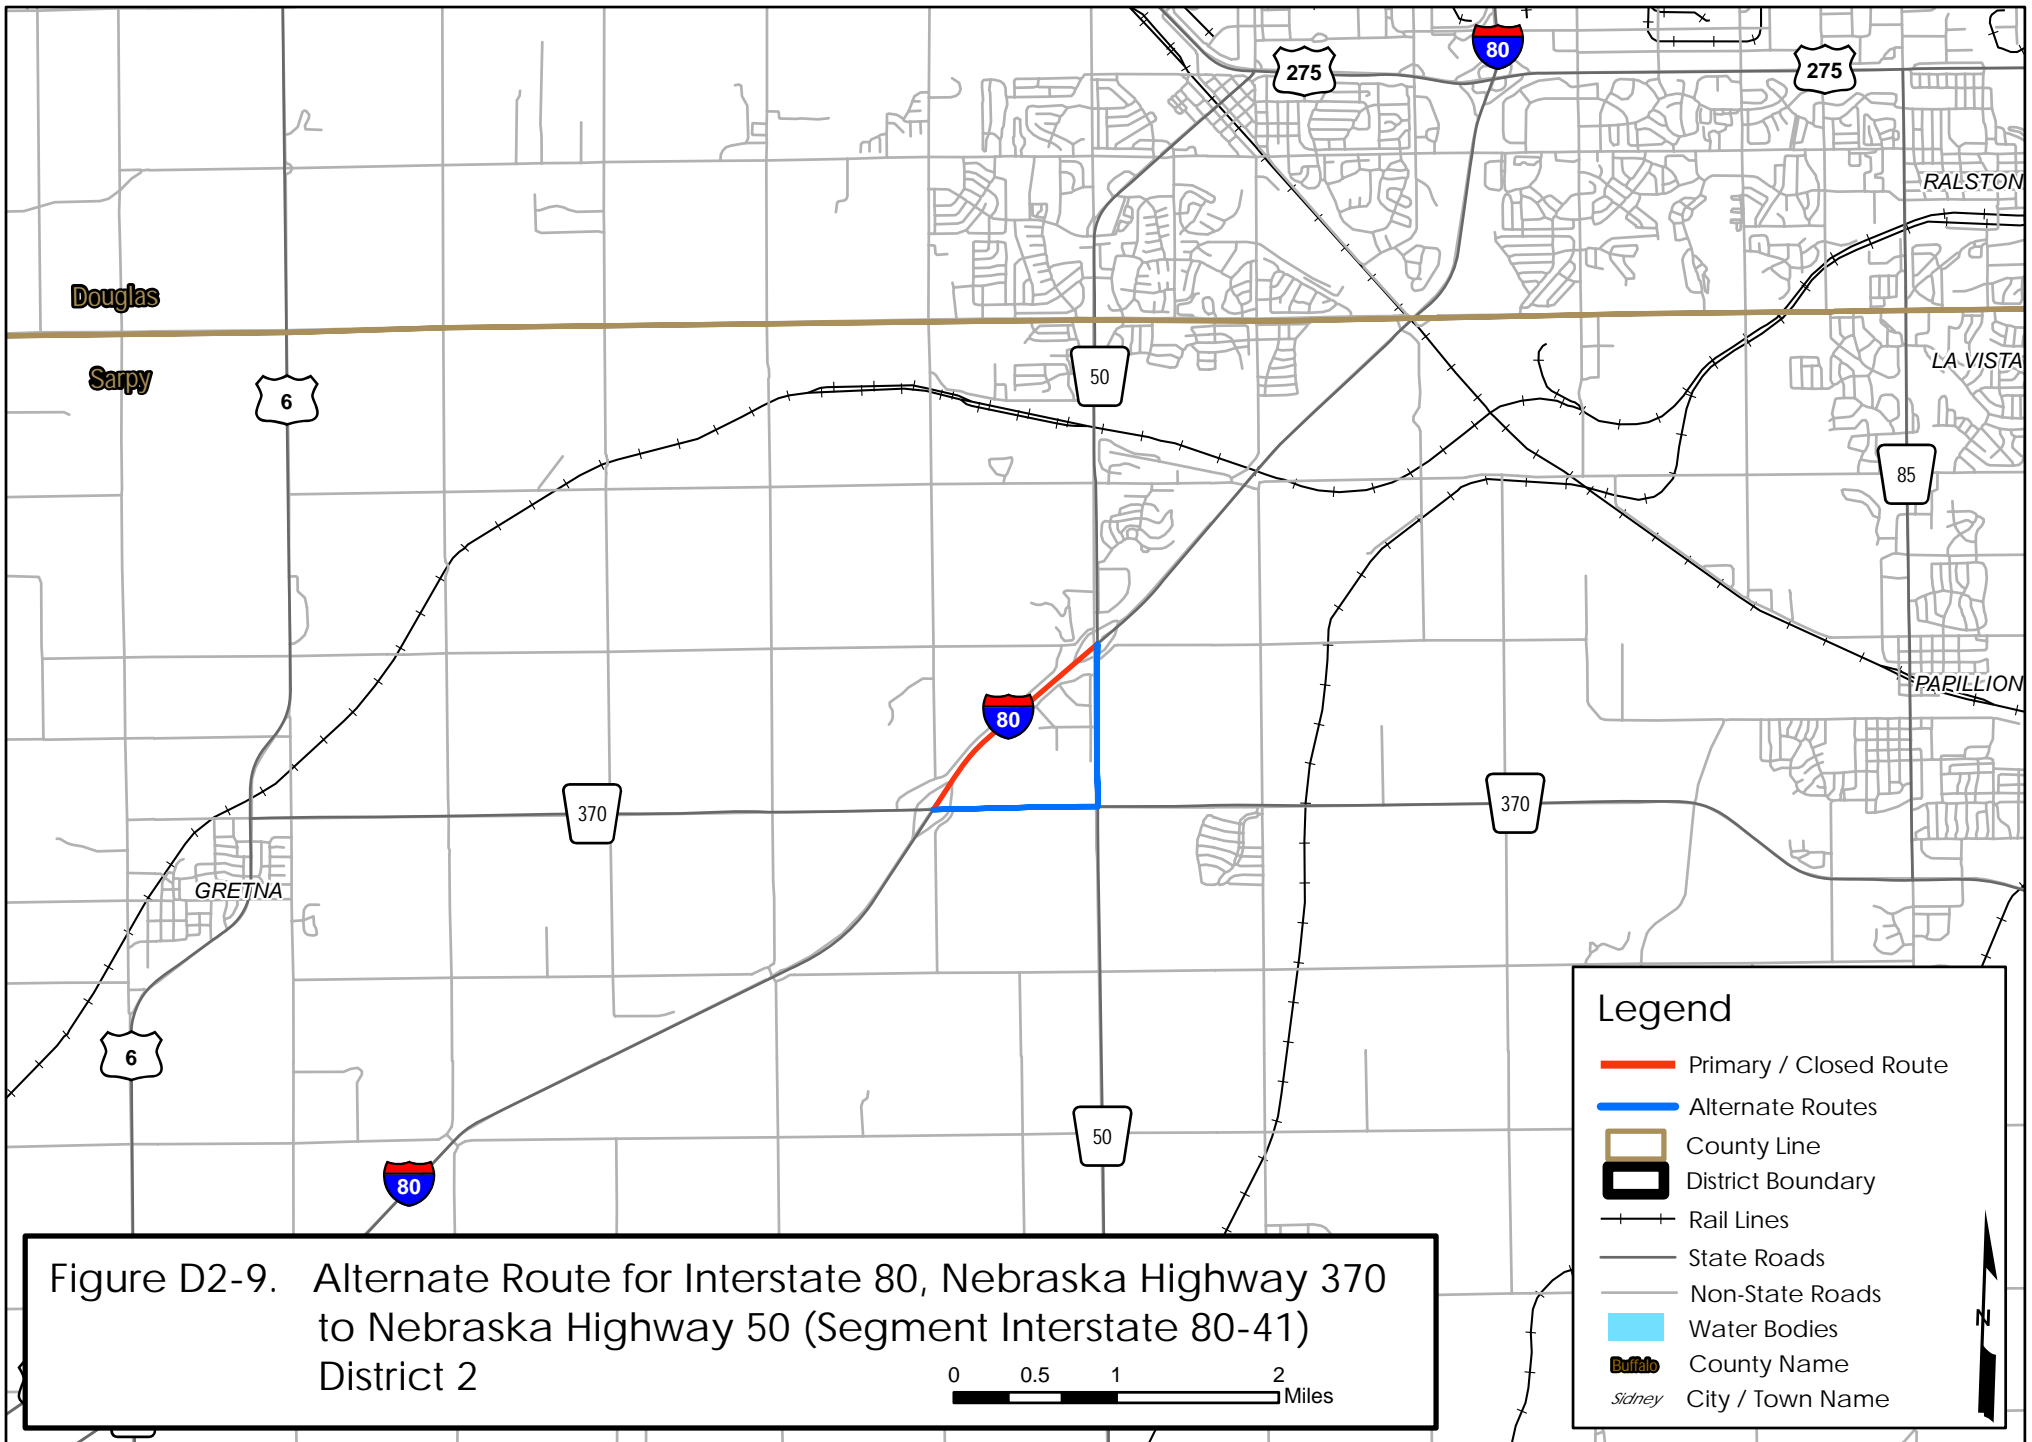 80
275
275
RALSTON
Douglas
Sarpy
LA VISTA
6
50
85
PAPILLION
80
370
370
GRETNA
6
50
80
Legend
Primary / Closed Route
Alternate Routes
County Line
District Boundary
Rail Lines
State Roads
Non-State Roads
Water Bodies
Buffalo County Name
Sidney City / Town Name
N
Figure D2-9. Alternate Route for Interstate 80, Nebraska Highway 370
to Nebraska Highway 50 (Segment Interstate 80-41)
District 2
0 0.5 1 2
Miles